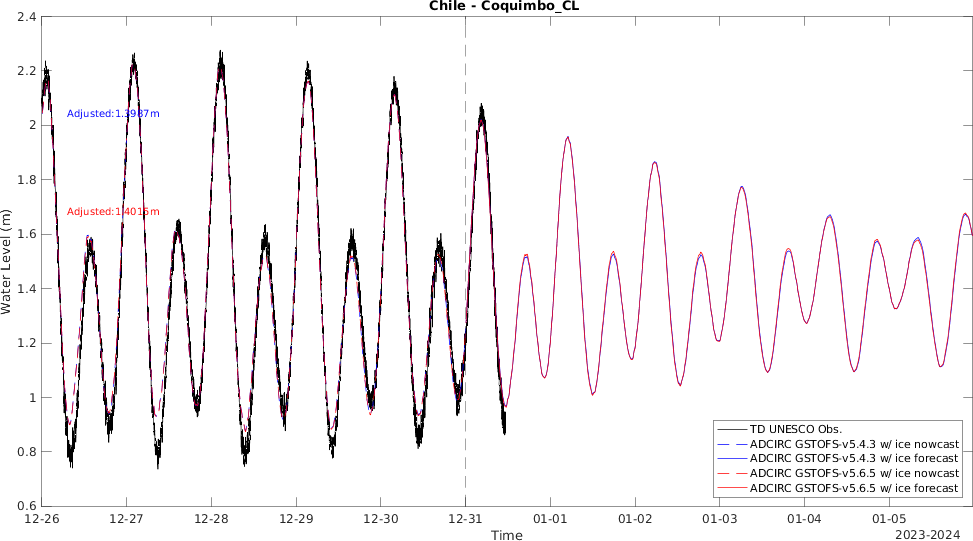 Chile - Coquimbo_CL
2.4
2.2
2
1.8
1.6
1.4
1.2
1
0.8
0.6
Water Level (m)
Adjusted:1.3987m
Adjusted:1.4015m
TD UNESCO Obs.
ADCIRC GSTOFS-v5.4.3 w/ ice nowcast
ADCIRC GSTOFS-v5.4.3 w/ ice forecast
ADCIRC GSTOFS-v5.6.5 w/ ice nowcast
ADCIRC GSTOFS-v5.6.5 w/ ice forecast
12-26 12-27 12-28 12-29 12-30 12-31 01-01 01-02 01-03 01-04 01-05
Time
2023-2024